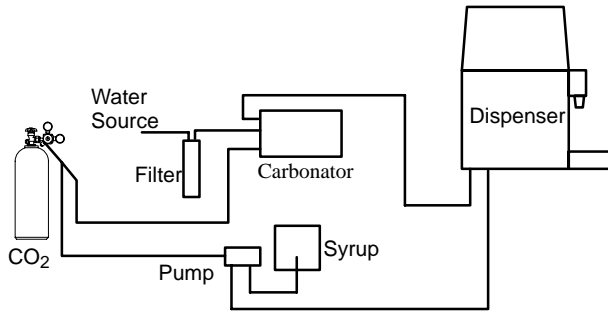 Water
Source
Dispenser
Filter
Carbonator
CO₂
Pump
Syrup